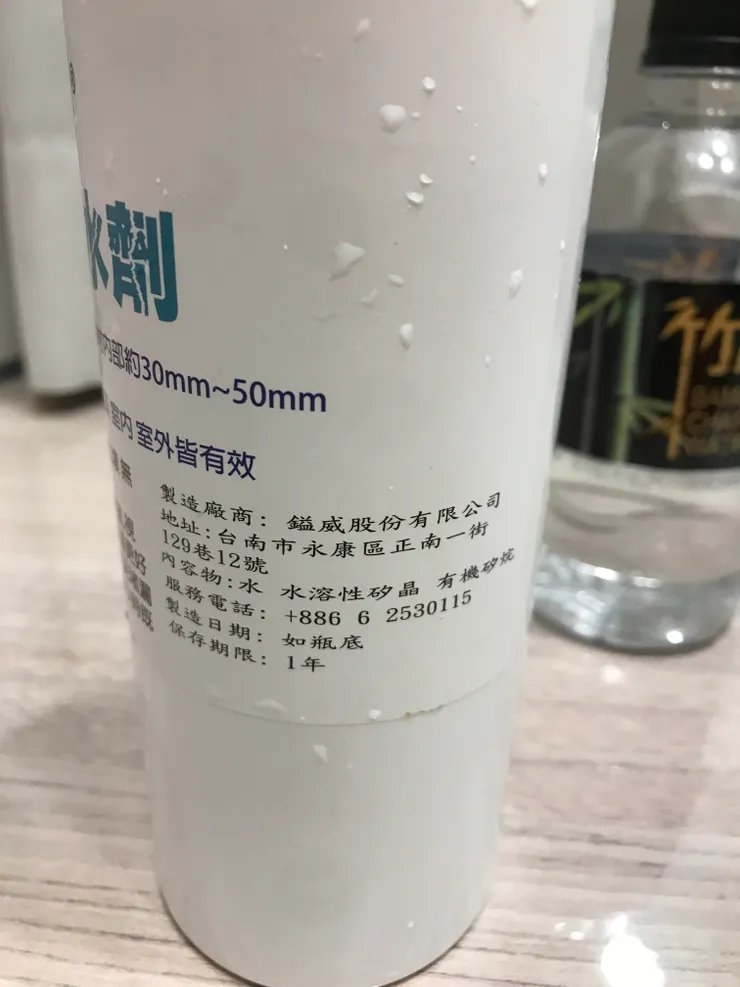 ®
水劑
內部約30mm~50mm
室內 室外皆有效
無
製造廠商: 鎰威股份有限公司
地址:台南市永康區正南一街
129巷12號
內容物:水 水溶性矽晶 有機矽烷
服務電話: +886 6 2530115
製造日期: 如瓶底
保存期限: 1年
竹